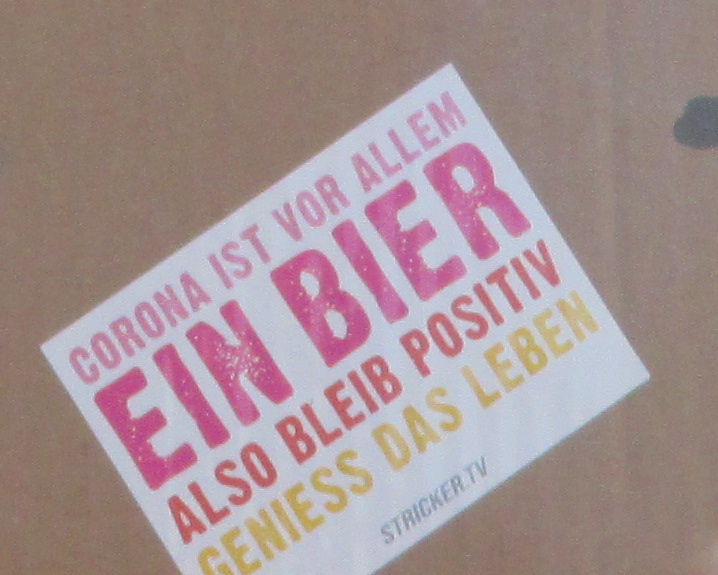 CORONA IST VOR ALLEM
EIN BIER
ALSO BLEIB POSITIV
GENIESS DAS LEBEN
STRICKER.TV